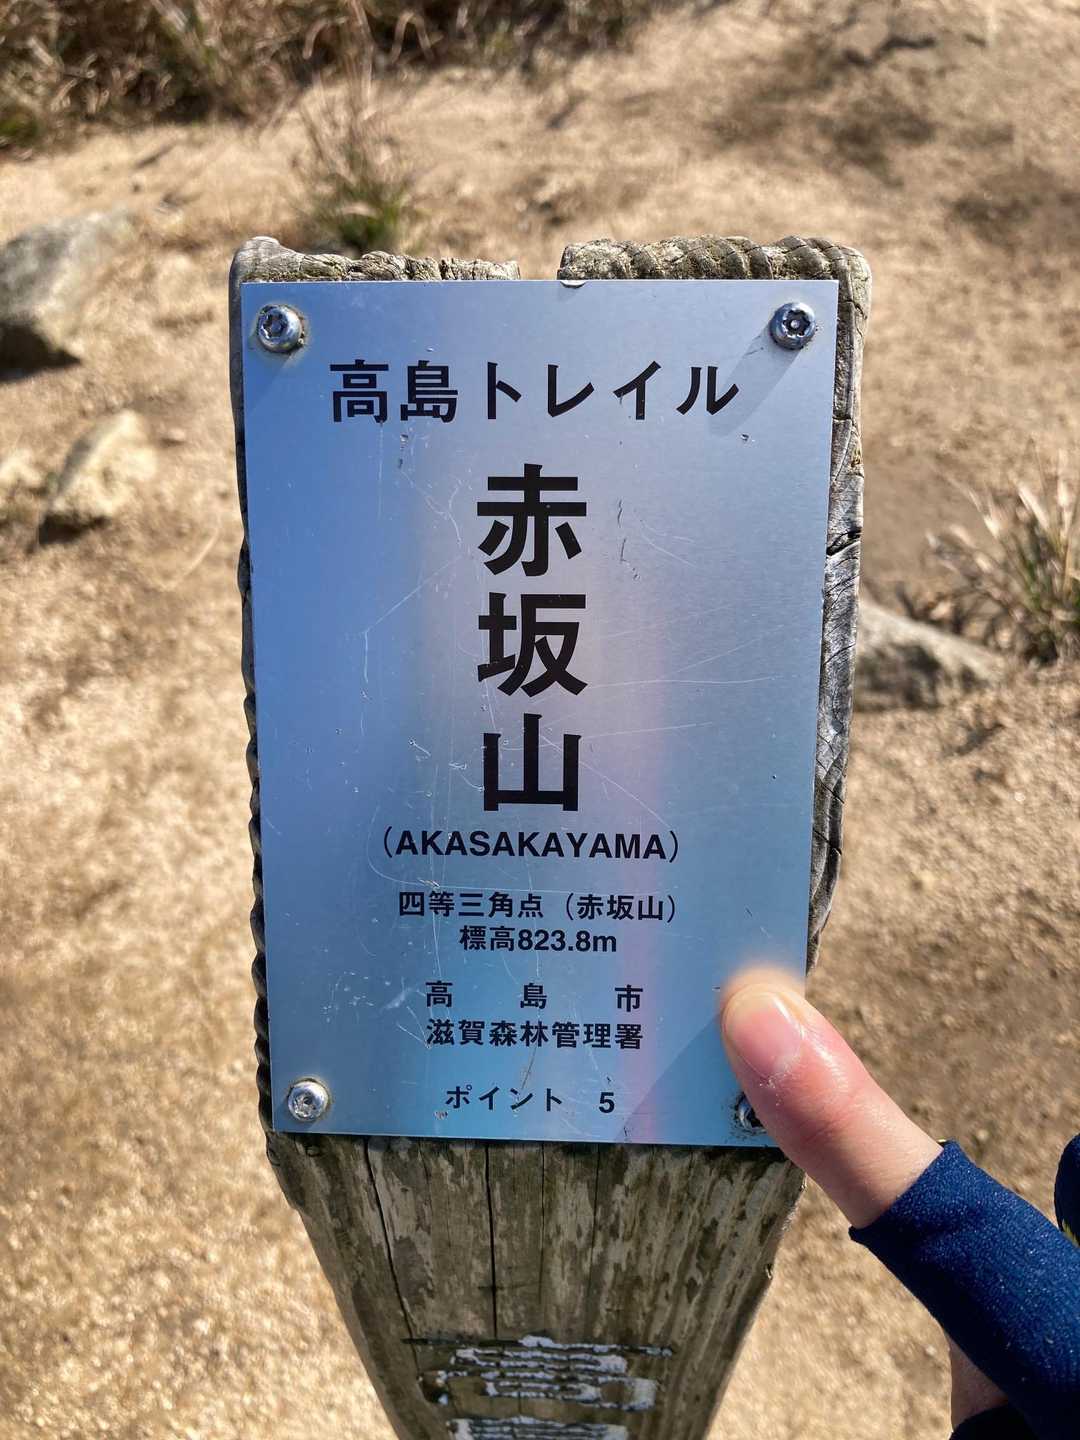 高島トレイル
赤坂山
（AKASAKAYAMA）
四等三角点（赤坂山）
標高823.8m
高島市
滋賀森林管理署
ポイント 5